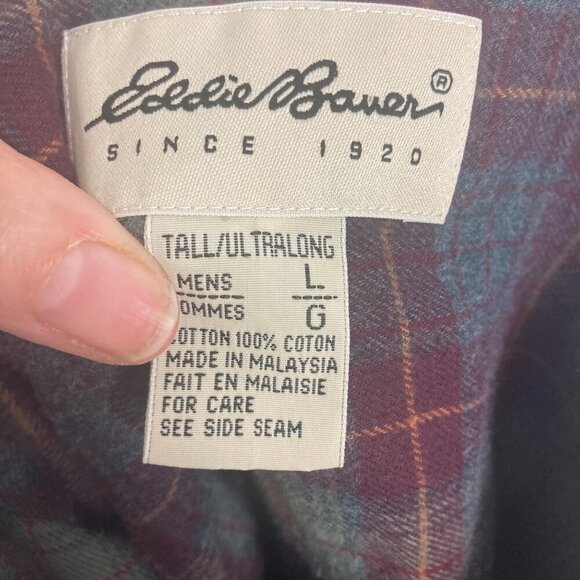 Eddie Bauer®
SINCE 1920
TALL/ULTRALONG
MENS L
OMMES G
OTTON 100% COTON
MADE IN MALAYSIA
FAIT EN MALAISIE
FOR CARE
SEE SIDE SEAM